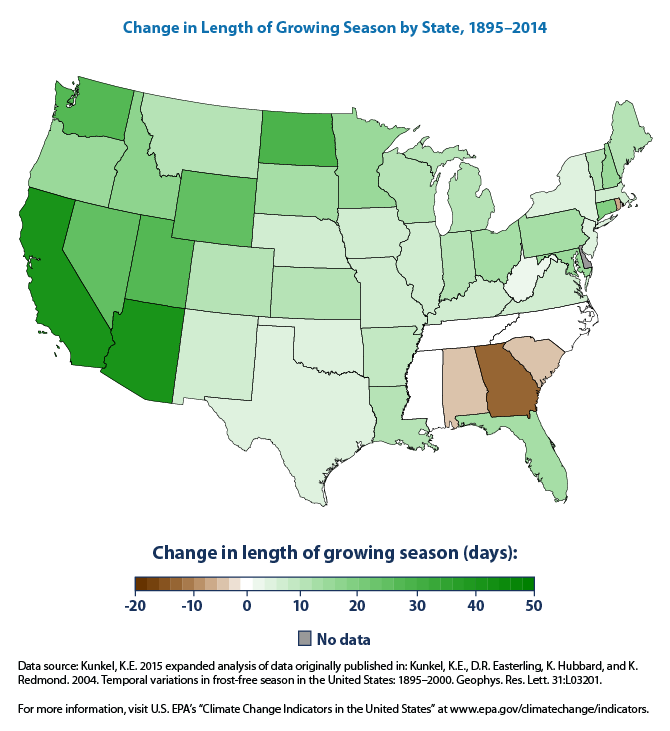 Change in Length of Growing Season by State, 1895–2014
Change in length of growing season (days):
-20 -10 0 10 20 30 40 50
No data
Data source: Kunkel, K.E. 2015 expanded analysis of data originally published in: Kunkel, K.E., D.R. Easterling, K. Hubbard, and K.
Redmond. 2004. Temporal variations in frost-free season in the United States: 1895–2000. Geophys. Res. Lett. 31:L03201.
For more information, visit U.S. EPA's “Climate Change Indicators in the United States” at www.epa.gov/climatechange/indicators.